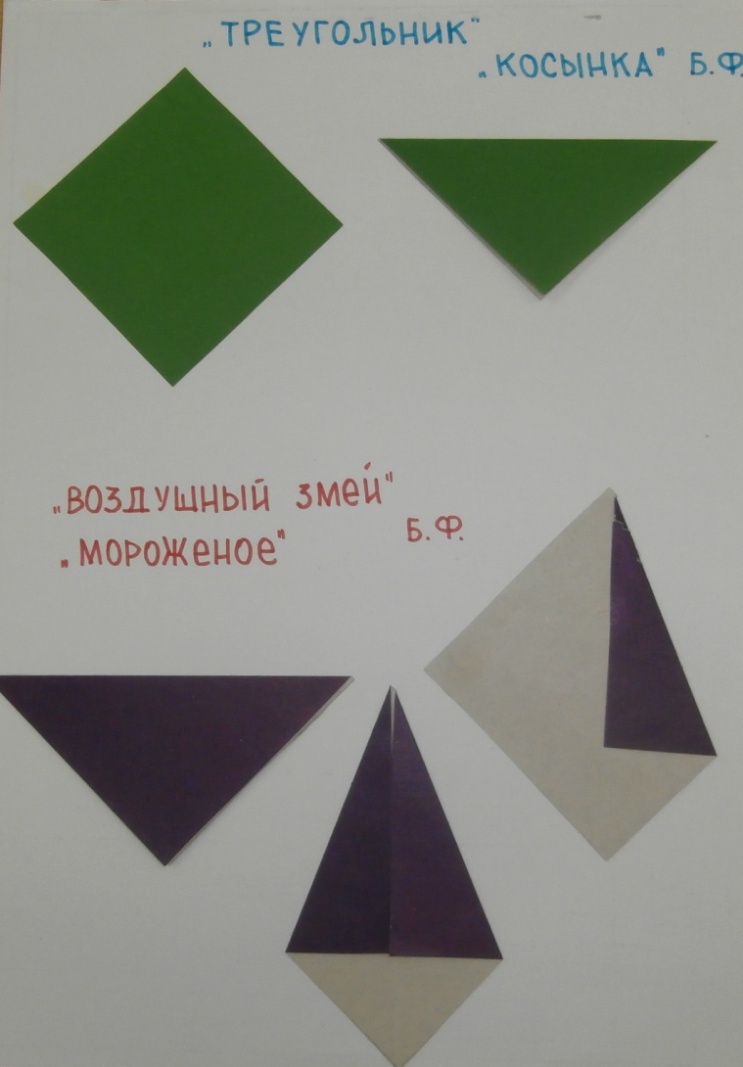 „ТРЕУГОЛЬНИК"
„КОСЫНКА" Б.Ф.
„ВОЗДУШНЫЙ ЗМЕЙ"
„МОРОЖЕНОЕ" Б.Ф.